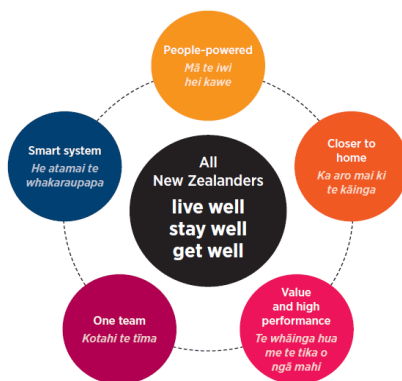 People-powered
Mā te iwi
hei kawe
Smart system
He atamai te
whakaraupapa
All
New Zealanders
live well
stay well
get well
Closer to
home
Ka aro mai ki
te kāinga
One team
Kotahi te tīma
Value
and high
performance
Te whāinga hua
me te tika o
ngā mahi